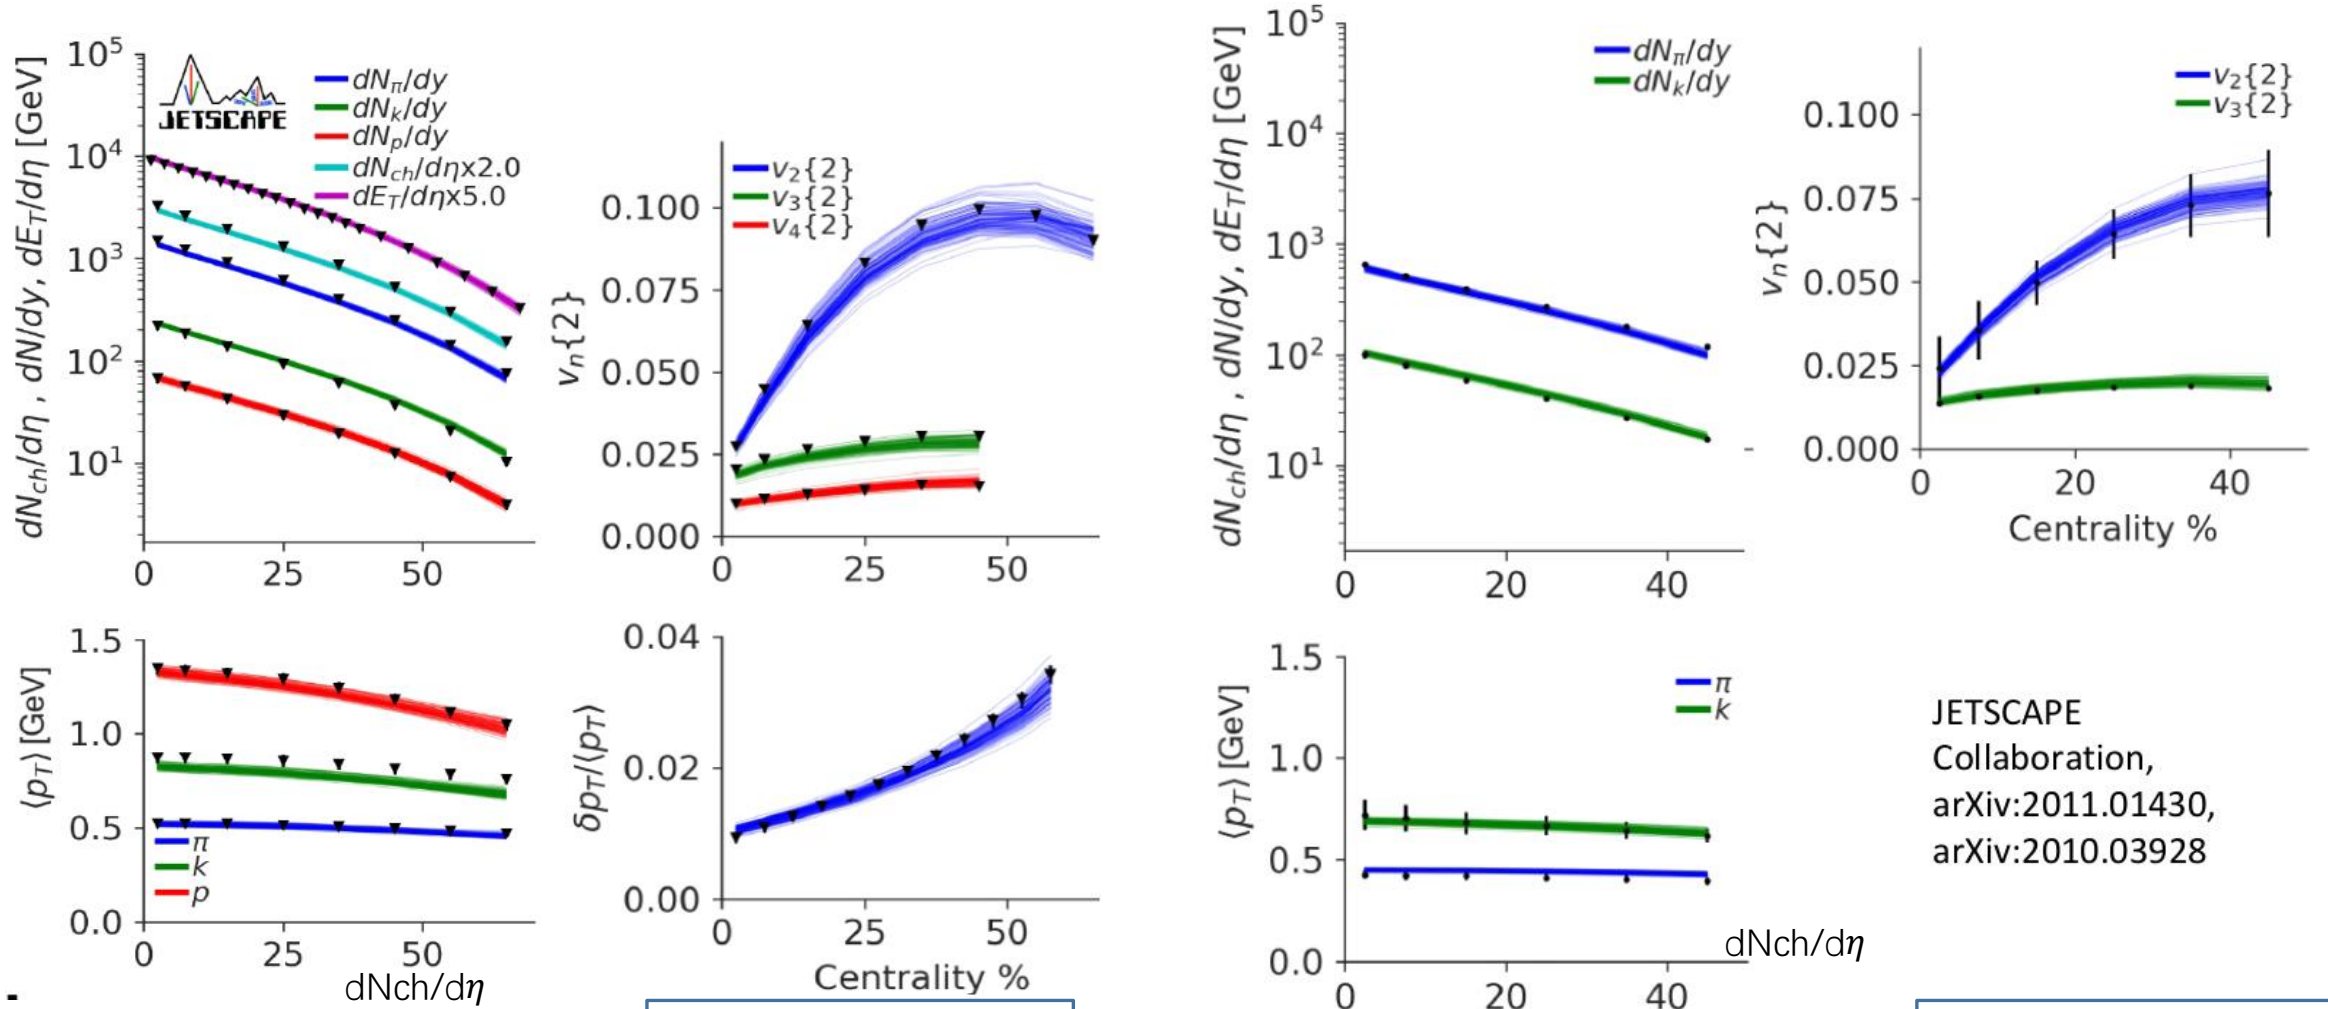 dN_ch/dη , dN/dy, dE_T/dη [GeV]
10^5
10^4
10^3
10^2
10^1
JETSCAPE
dN_π/dy
dN_k/dy
dN_p/dy
dN_ch/dηx2.0
dE_T/dηx5.0
0
25
50
v_n{2}
0.100
0.075
0.050
0.025
0.000
v_2{2}
v_3{2}
v_4{2}
0
25
50
dN_ch/dη , dN/dy, dE_T/dη [GeV]
10^5
10^4
10^3
10^2
10^1
dN_π/dy
dN_k/dy
0
20
40
v_n{2}
0.100
0.075
0.050
0.025
0.000
v_2{2}
v_3{2}
0
20
40
Centrality %
⟨p_T⟩ [GeV]
1.5
1.0
0.5
0.0
π
k
p
0
25
50
dNch/dη
δp_T/⟨p_T⟩
0.04
0.02
0.00
0
25
50
Centrality %
⟨p_T⟩ [GeV]
1.5
1.0
0.5
0.0
π
k
0
20
40
dNch/dη
JETSCAPE
Collaboration,
arXiv:2011.01430,
arXiv:2010.03928